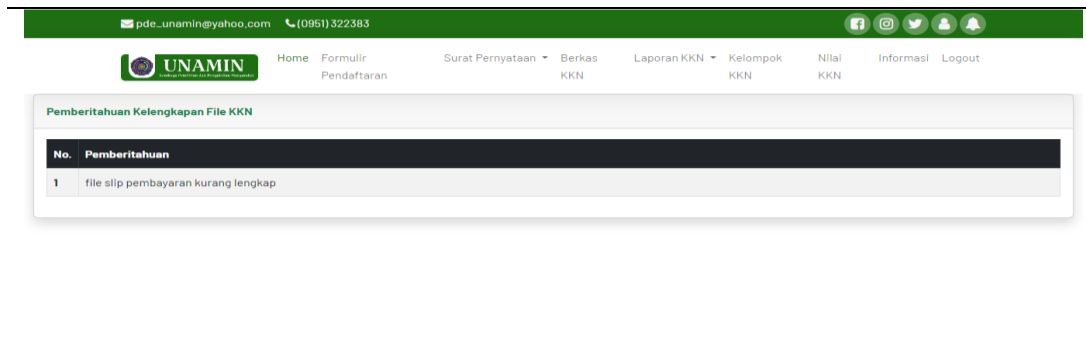 pde_unamin@yahoo.com (0951) 322383
UNAMIN
Home Formulir Pendaftaran Surat Pernyataan Berkas KKN Laporan KKN Kelompok KKN Nilai KKN Informasi Logout
Pemberitahuan Kelengkapan File KKN
No. Pemberitahuan
1 file slip pembayaran kurang lengkap